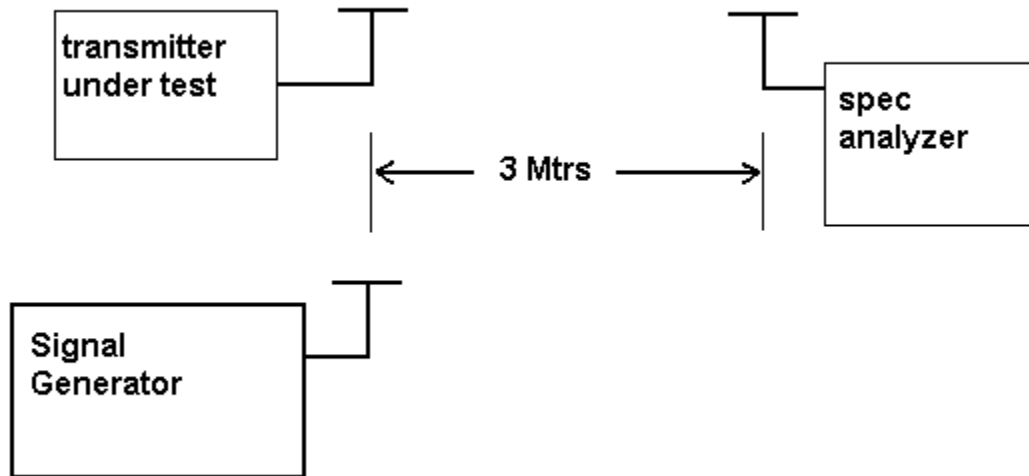 transmitter
under test
spec
analyzer
3 Mtrs
Signal
Generator